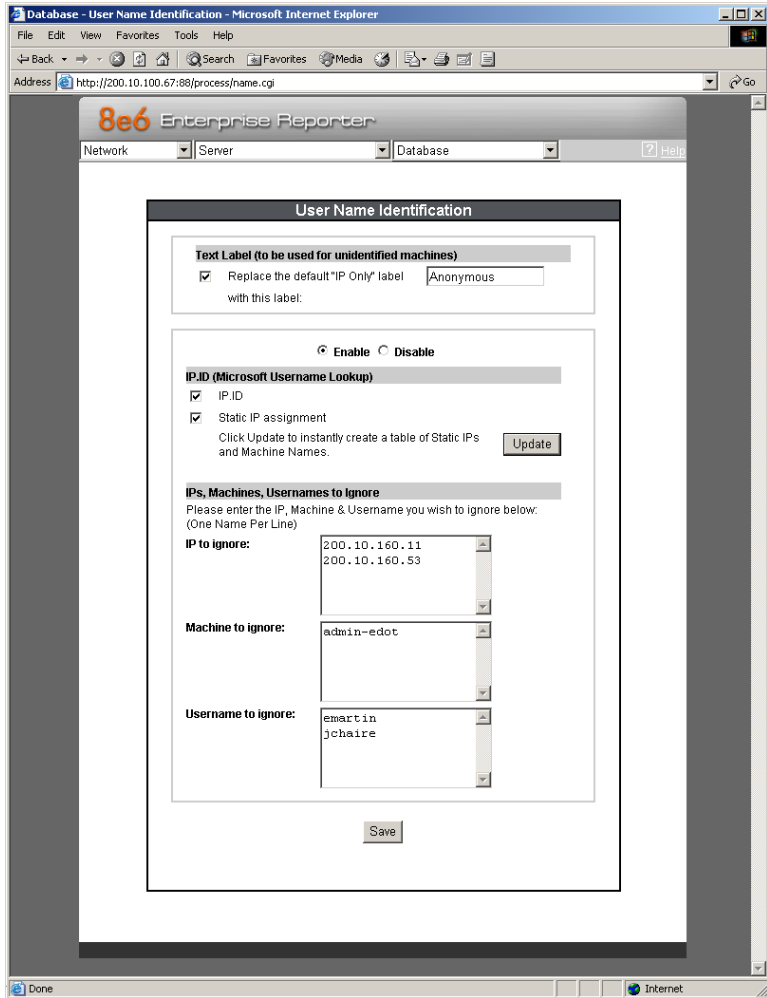 Database - User Name Identification - Microsoft Internet Explorer
File Edit View Favorites Tools Help
Back Search Favorites Media
Address http://200.10.100.67:88/process/name.cgi Go
8e6 Enterprise Reporter
Network Server Database ? Help
User Name Identification
Text Label (to be used for unidentified machines)
Replace the default "IP Only" label Anonymous
with this label:
Enable Disable
IP.ID (Microsoft Username Lookup)
IP.ID
Static IP assignment
Click Update to instantly create a table of Static IPs
and Machine Names.
Update
IPs, Machines, Usernames to Ignore
Please enter the IP, Machine & Username you wish to ignore below:
(One Name Per Line)
IP to ignore: 200.10.160.11
200.10.160.53
Machine to ignore: admin-edot
Username to ignore: emartin
jchaire
Save
Done Internet